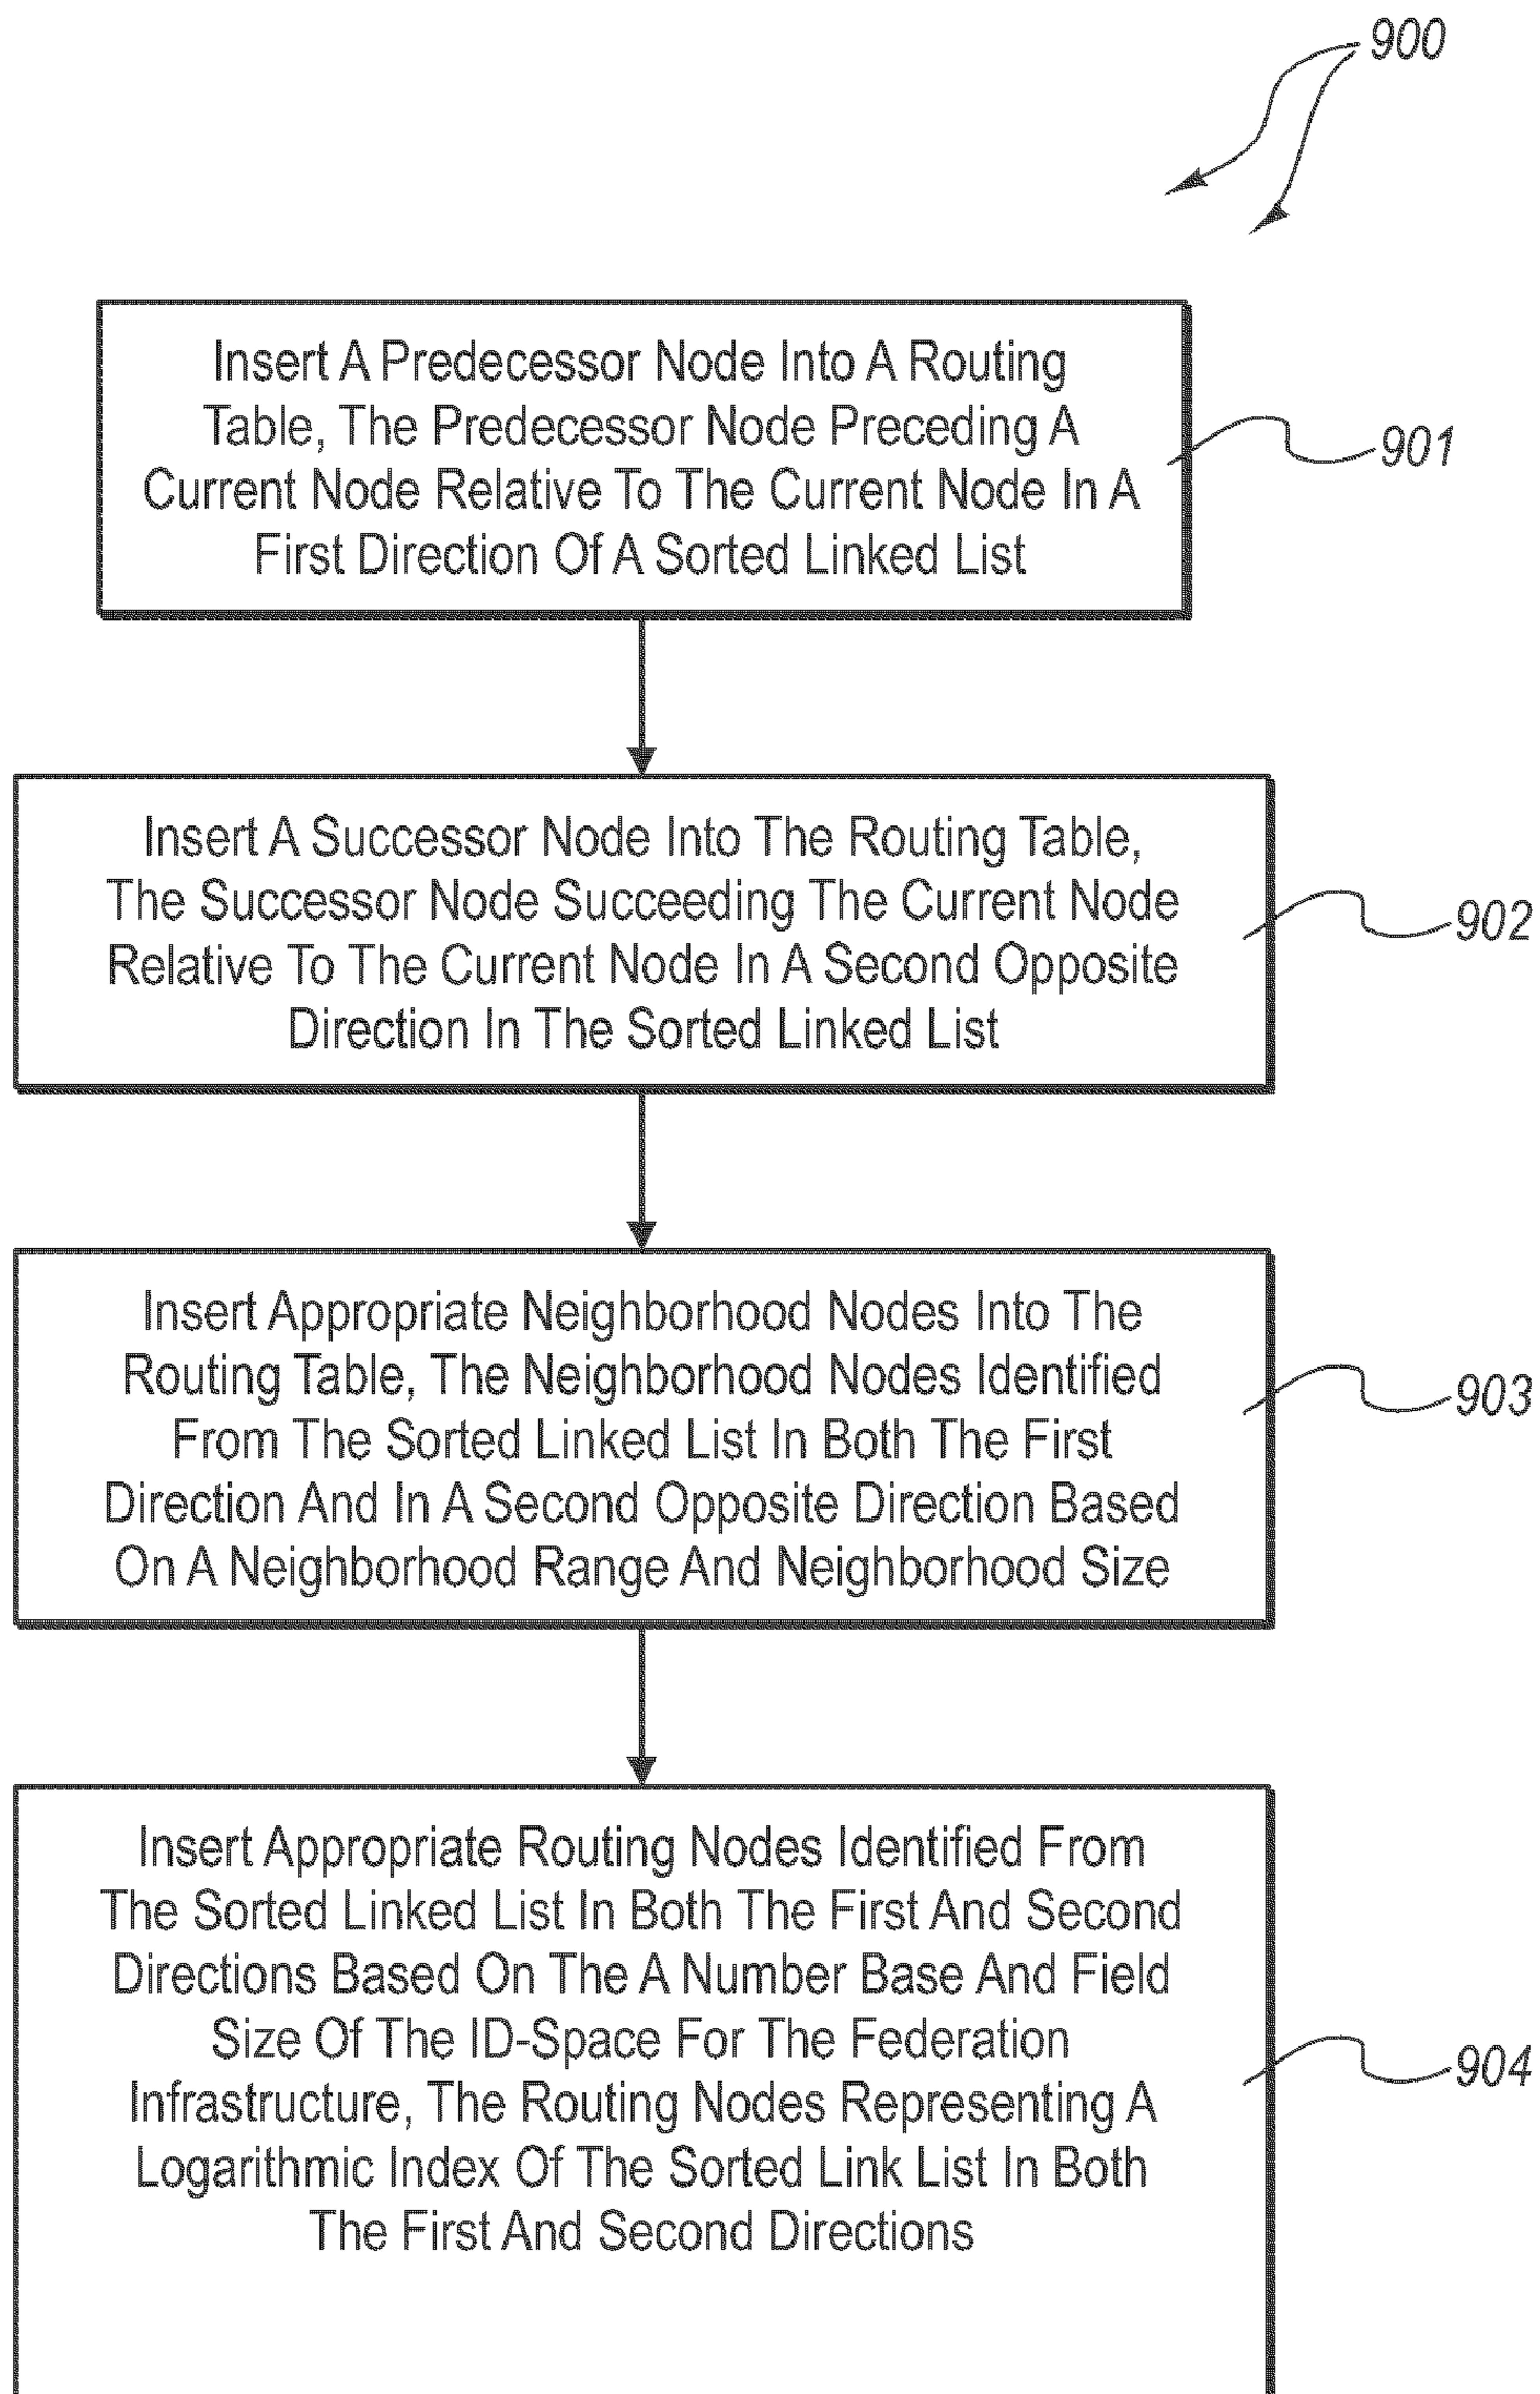 900
Insert A Predecessor Node Into A Routing
Table, The Predecessor Node Preceding A
Current Node Relative To The Current Node In A
First Direction Of A Sorted Linked List
901
Insert A Successor Node Into The Routing Table,
The Successor Node Succeeding The Current Node
Relative To The Current Node In A Second Opposite
Direction In The Sorted Linked List
902
Insert Appropriate Neighborhood Nodes Into The
Routing Table, The Neighborhood Nodes Identified
From The Sorted Linked List In Both The First
Direction And In A Second Opposite Direction Based
On A Neighborhood Range And Neighborhood Size
903
Insert Appropriate Routing Nodes Identified From
The Sorted Linked List In Both The First And Second
Directions Based On The A Number Base And Field
Size Of The ID-Space For The Federation
Infrastructure, The Routing Nodes Representing A
Logarithmic Index Of The Sorted Link List In Both
The First And Second Directions
904